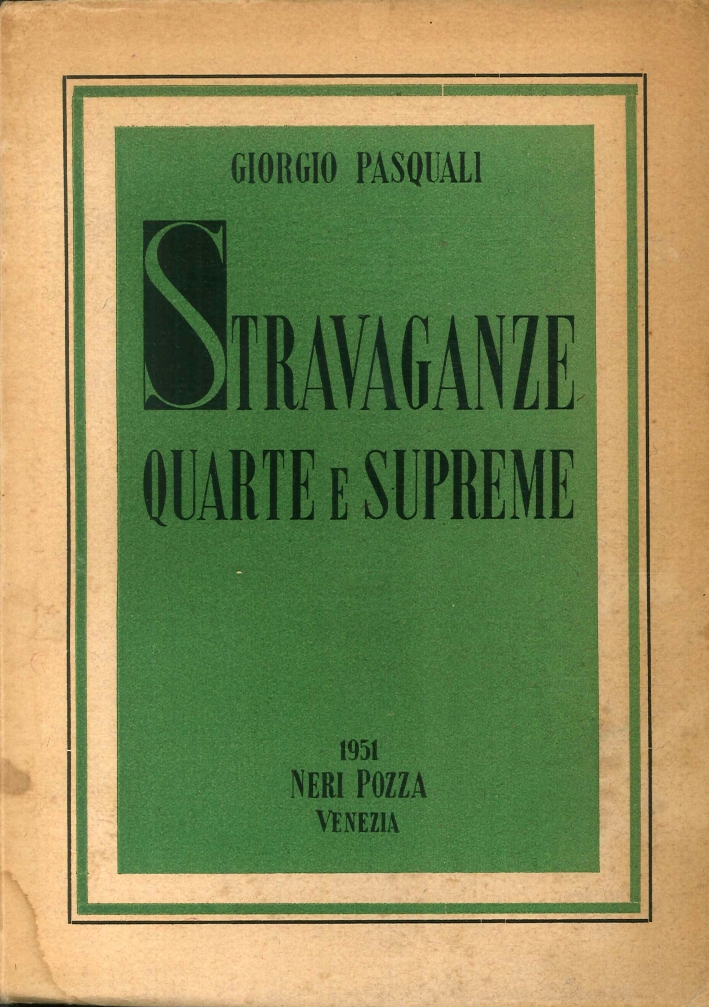 GIORGIO PASQUALI
STRAVAGANZE
QUARTE E SUPREME
1951
NERI POZZA
VENEZIA